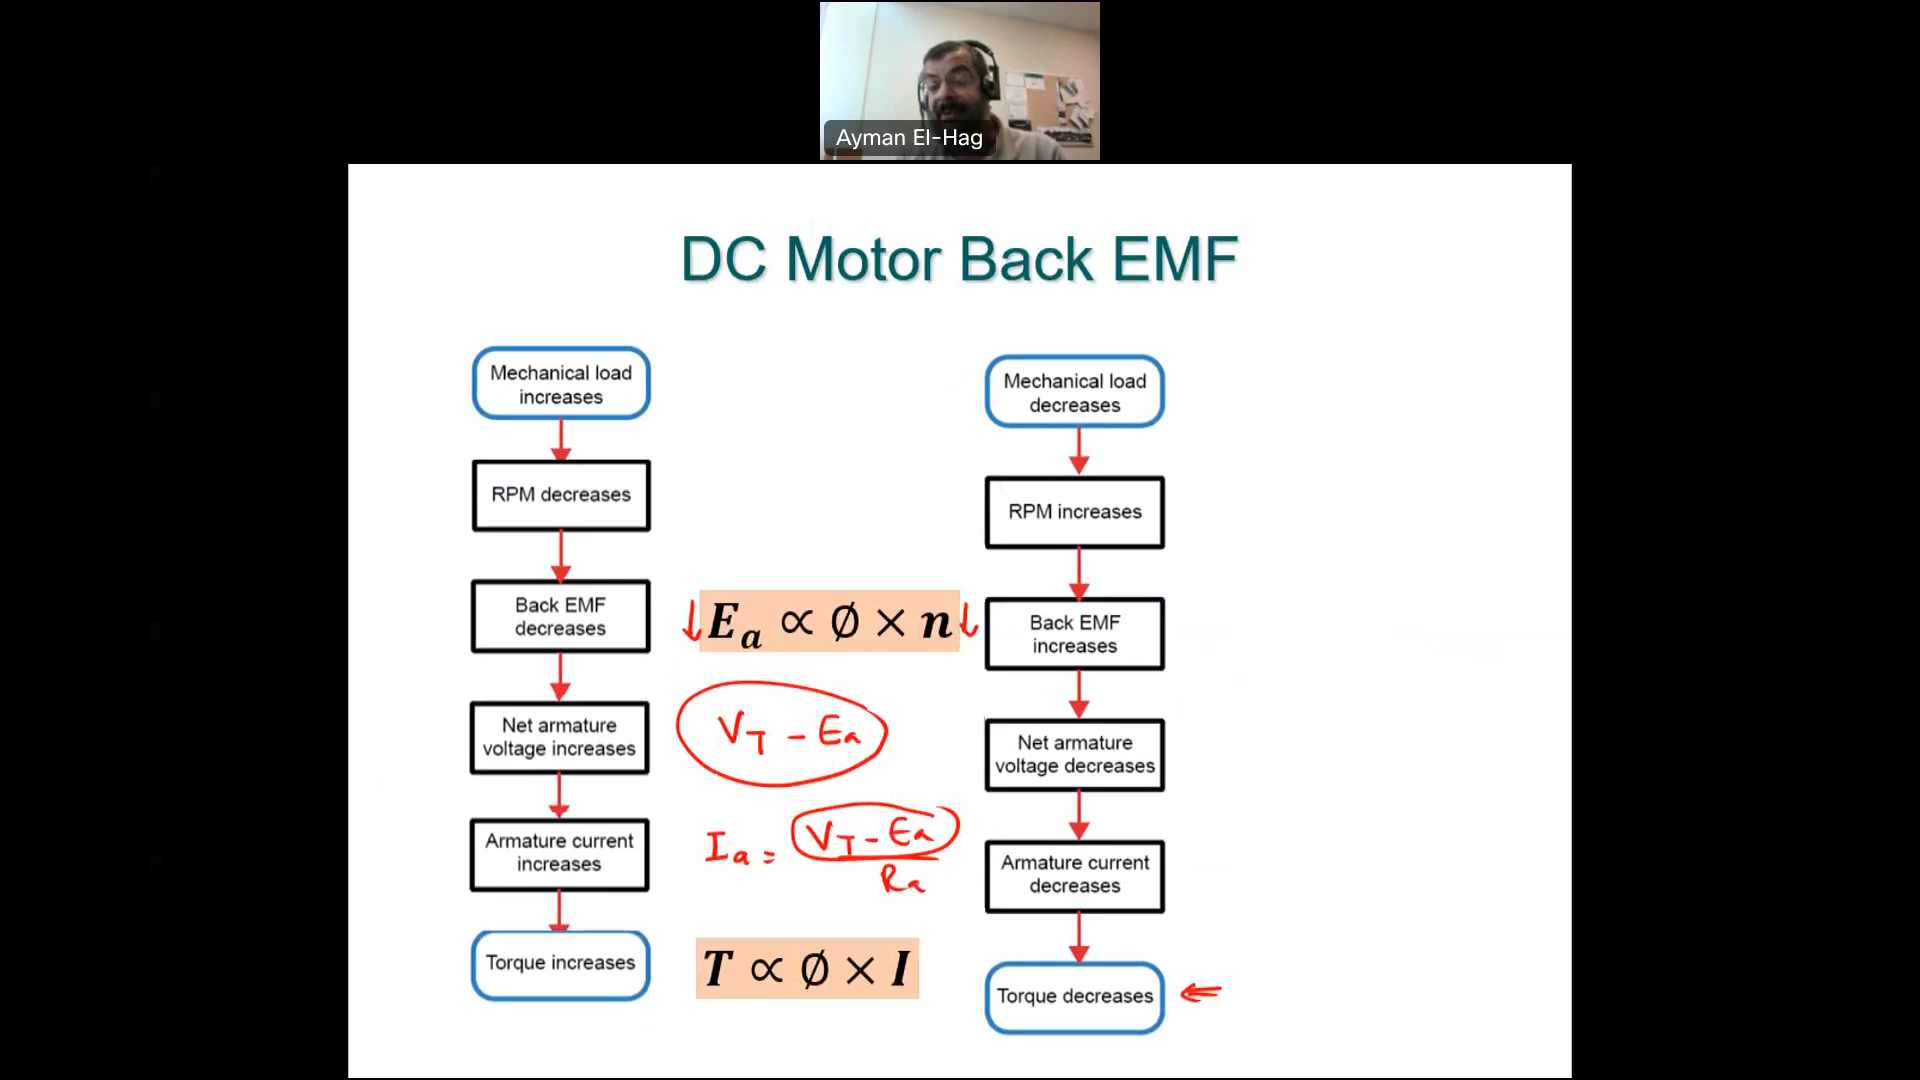 Ayman El-Hag
DC Motor Back EMF
Mechanical load
increases
RPM decreases
Back EMF
decreases
Net armature
voltage increases
Armature current
increases
Torque increases
↓ Eₐ ∝ ∅ × n ↓
V_T - Eₐ
Iₐ = (V_T - Eₐ) / Rₐ
T ∝ ∅ × I
Mechanical load
decreases
RPM increases
Back EMF
increases
Net armature
voltage decreases
Armature current
decreases
Torque decreases